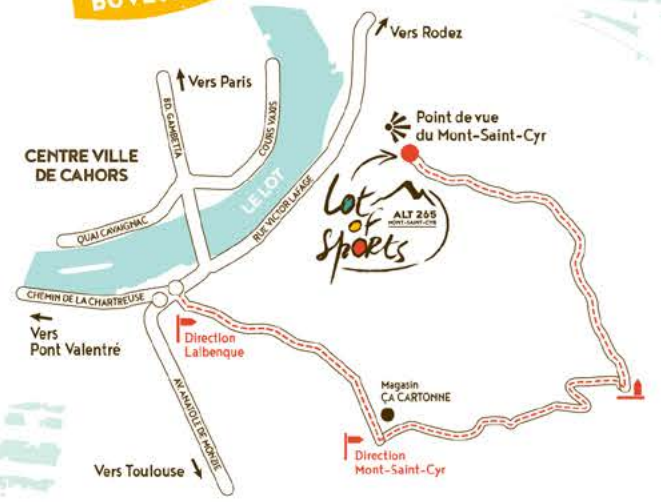 Vers Rodez
Vers Paris
BD. GAMBETTA
COURS VAXIS
Point de vue
du Mont-Saint-Cyr
CENTRE VILLE
DE CAHORS
LE LOT
QUAI CAVAIGNAC
RUE VICTOR LAFAGE
Lot
of
Sports
ALT 265
MONT-SAINT-CYR
CHEMIN DE LA CHARTREUSE
Vers
Pont Valentré
Direction
Lalbenque
AV. ANATOLE DE MONZIE
Magasin
ÇA CARTONNE
Direction
Mont-Saint-Cyr
Vers Toulouse